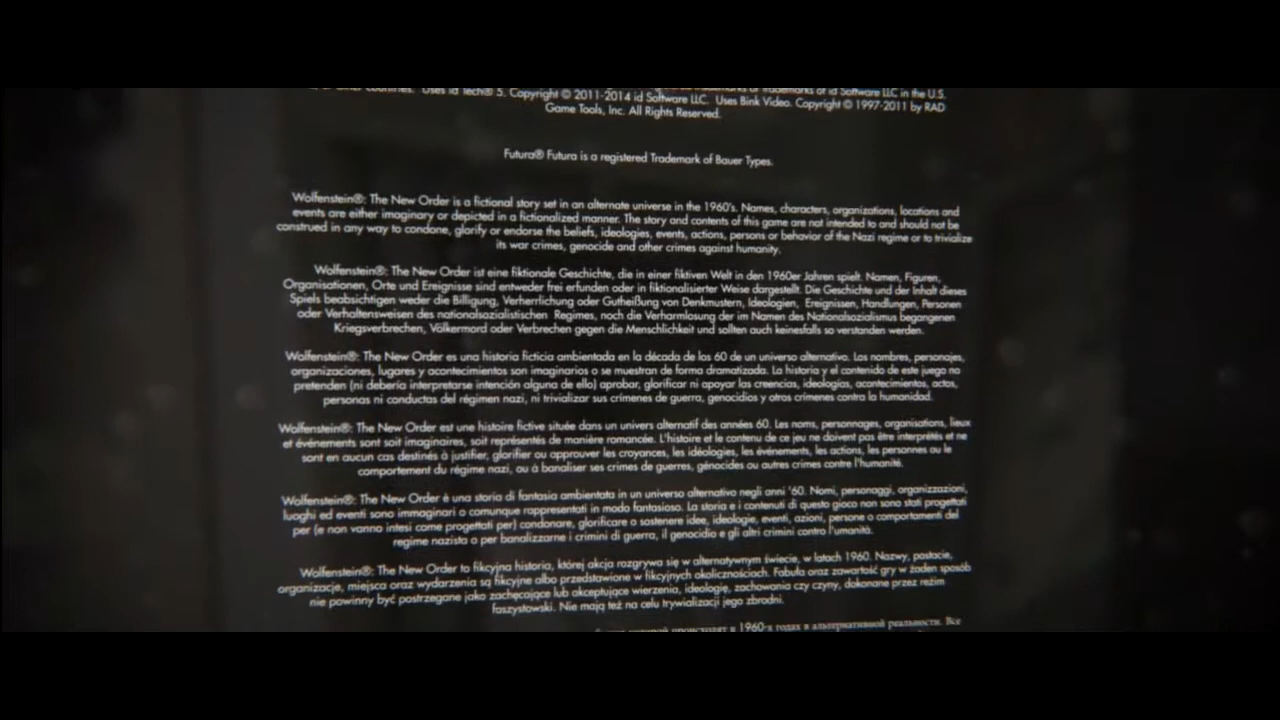 other countries. Uses id Tech® 5. Copyright © 2011-2014 id Software LLC. Uses Bink Video. Copyright © 1997-2011 by RAD
Game Tools, Inc. All Rights Reserved.
Futura® Futura is a registered Trademark of Bauer Types.
Wolfenstein®: The New Order is a fictional story set in an alternate universe in the 1960's. Names, characters, organizations, locations and
events are either imaginary or depicted in a fictionalized manner. The story and contents of this game are not intended to and should not be
construed in any way to condone, glorify or endorse the beliefs, ideologies, events, actions, persons or behavior of the Nazi regime or to trivialize
its war crimes, genocide and other crimes against humanity.
Wolfenstein®: The New Order ist eine fiktionale Geschichte, die in einer fiktiven Welt in den 1960er Jahren spielt. Namen, Figuren,
Organisationen, Orte und Ereignisse sind entweder frei erfunden oder in fiktionalisierter Weise dargestellt. Die Geschichte und der Inhalt dieses
Spiels beabsichtigen weder die Billigung, Verherrlichung oder Gutheißung von Denkmustern, Ideologien, Ereignissen, Handlungen, Personen
oder Verhaltensweisen des nationalsozialistischen Regimes, noch die Verharmlosung der im Namen des Nationalsozialismus begangenen
Kriegsverbrechen, Völkermord oder Verbrechen gegen die Menschlichkeit und sollten auch keinesfalls so verstanden werden.
Wolfenstein®: The New Order es una historia ficticia ambientada en la década de los 60 de un universo alternativo. Los nombres, personajes,
organizaciones, lugares y acontecimientos son imaginarios o se muestran de forma dramatizada. La historia y el contenido de este juego no
pretenden (ni debería interpretarse intención alguna de ello) aprobar, glorificar ni apoyar las creencias, ideologías, acontecimientos, actos,
personas ni conductas del régimen nazi, ni trivializar sus crímenes de guerra, genocidios y otros crímenes contra la humanidad.
Wolfenstein®: The New Order est une histoire fictive située dans un univers alternatif des années 60. Les noms, personnages, organisations, lieux
et événements sont soit imaginaires, soit représentés de manière romancée. L'histoire et le contenu de ce jeu ne doivent pas être interprétés et ne
sont en aucun cas destinés à justifier, glorifier ou approuver les croyances, les idéologies, les événements, les actions, les personnes ou le
comportement du régime nazi, ou à banaliser ses crimes de guerres, génocides ou autres crimes contre l'humanité.
Wolfenstein®: The New Order è una storia di fantasia ambientata in un universo alternativo negli anni '60. Nomi, personaggi, organizzazioni,
luoghi ed eventi sono immaginari o comunque rappresentati in modo fantasioso. La storia e i contenuti di questo gioco non sono stati progettati
per (e non vanno intesi come progettati per) condonare, glorificare o sostenere idee, ideologie, eventi, azioni, persone o comportamenti del
regime nazista o per banalizzarne i crimini di guerra, il genocidio e gli altri crimini contro l'umanità.
Wolfenstein®: The New Order to fikcyjna historia, której akcja rozgrywa się w alternatywnym świecie, w latach 1960. Nazwy, postacie,
organizacje, miejsca oraz wydarzenia są fikcyjne albo przedstawione w fikcyjnych okolicznościach. Fabuła oraz zawartość gry w żaden sposób
nie powinny być postrzegane jako zachęcające lub akceptujące wierzenia, ideologię, zachowania czy czyny, dokonane przez reżim
faszystowski. Nie mają też na celu trywializacji jego zbrodni.
происходят в 1960-х годах в альтернативной реальности. Все